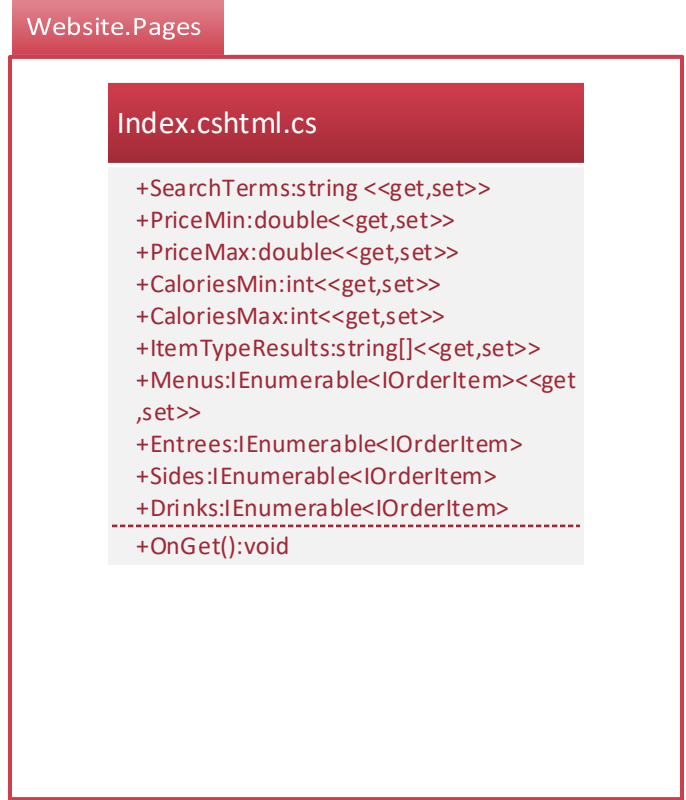 Website.Pages
Index.cshtml.cs
+SearchTerms:string <<get,set>>
+PriceMin:double<<get,set>>
+PriceMax:double<<get,set>>
+CaloriesMin:int<<get,set>>
+CaloriesMax:int<<get,set>>
+ItemTypeResults:string[]<<get,set>>
+Menus:IEnumerable<IOrderItem><<get
,set>>
+Entrees:IEnumerable<IOrderItem>
+Sides:IEnumerable<IOrderItem>
+Drinks:IEnumerable<IOrderItem>
+OnGet():void